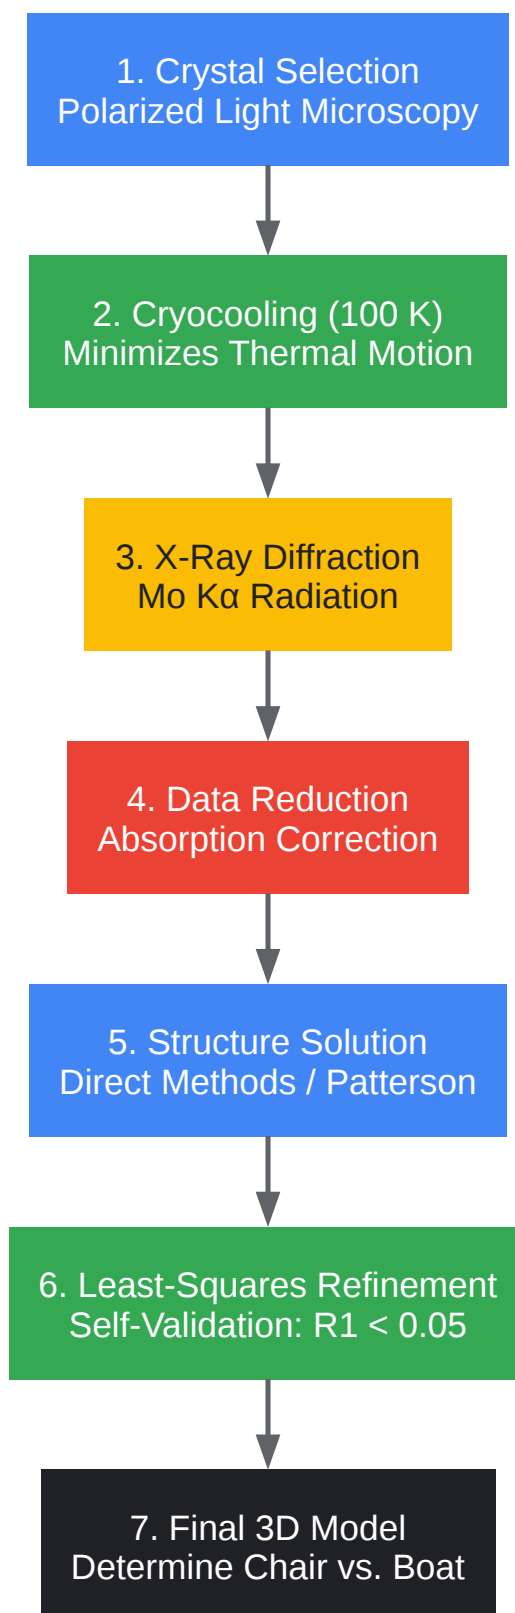 1. Crystal Selection
Polarized Light Microscopy
2. Cryocooling (100 K)
Minimizes Thermal Motion
3. X-Ray Diffraction
Mo Kα Radiation
4. Data Reduction
Absorption Correction
5. Structure Solution
Direct Methods / Patterson
6. Least-Squares Refinement
Self-Validation: R1 < 0.05
7. Final 3D Model
Determine Chair vs. Boat